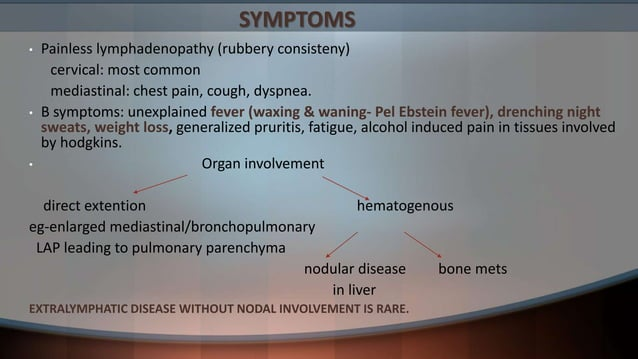 SYMPTOMS
• Painless lymphadenopathy (rubbery consisteny)
cervical: most common
mediastinal: chest pain, cough, dyspnea.
• B symptoms: unexplained fever (waxing & waning- Pel Ebstein fever), drenching night
sweats, weight loss, generalized pruritis, fatigue, alcohol induced pain in tissues involved
by hodgkins.
• Organ involvement
direct extention hematogenous
eg-enlarged mediastinal/bronchopulmonary
LAP leading to pulmonary parenchyma
nodular disease bone mets
in liver
EXTRALYMPHATIC DISEASE WITHOUT NODAL INVOLVEMENT IS RARE.